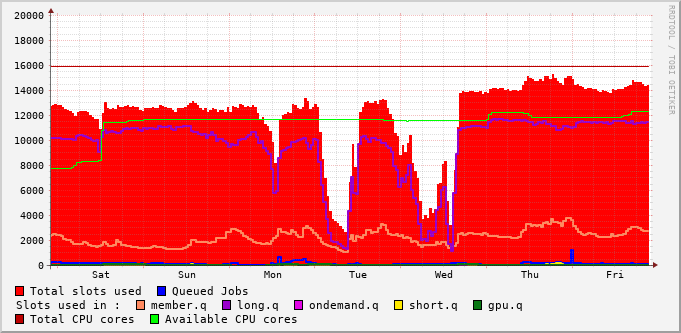 20000
18000
16000
14000
12000
10000
8000
6000
4000
2000
0
Sat Sun Mon Tue Wed Thu Fri
RRDTOOL / TOBI OETIKER
Total slots used Queued Jobs
Slots used in : member.q long.q ondemand.q short.q gpu.q
Total CPU cores Available CPU cores